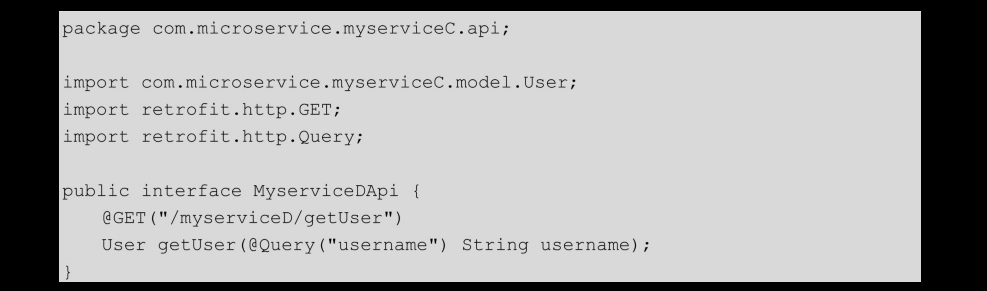 package com.microservice.myserviceC.api;
import com.microservice.myserviceC.model.User;
import retrofit.http.GET;
import retrofit.http.Query;
public interface MyserviceDApi {
@GET("/myserviceD/getUser")
User getUser(@Query("username") String username);
}